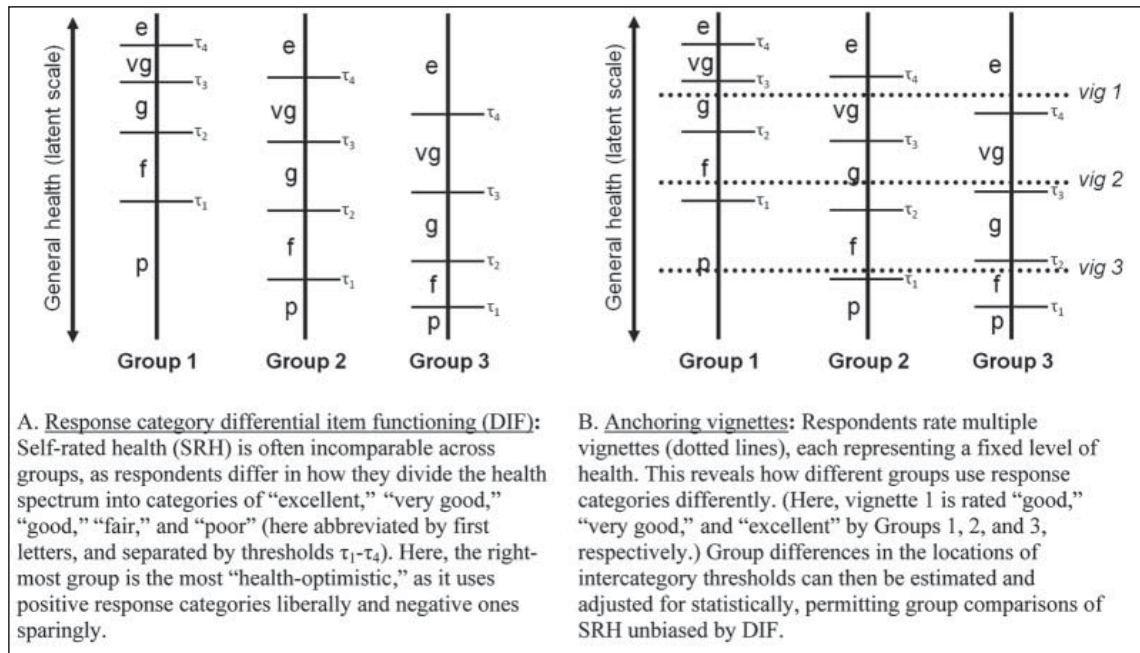 General health (latent scale)
e
τ4
vg
τ3
g
τ2
f
τ1
p
Group 1
e
τ4
vg
τ3
g
τ2
f
τ1
p
Group 2
e
τ4
vg
τ3
g
τ2
f
τ1
p
Group 3
General health (latent scale)
e
τ4
vg
τ3
g
τ2
f
τ1
p
Group 1
e
τ4
vg
τ3
g
τ2
f
τ1
p
Group 2
e
τ4
vg
τ3
g
τ2
f
τ1
p
Group 3
vig 1
vig 2
vig 3
A. Response category differential item functioning (DIF):
Self-rated health (SRH) is often incomparable across
groups, as respondents differ in how they divide the health
spectrum into categories of “excellent,” “very good,”
“good,” “fair,” and “poor” (here abbreviated by first
letters, and separated by thresholds τ1-τ4). Here, the right-
most group is the most “health-optimistic,” as it uses
positive response categories liberally and negative ones
sparingly.
B. Anchoring vignettes: Respondents rate multiple
vignettes (dotted lines), each representing a fixed level of
health. This reveals how different groups use response
categories differently. (Here, vignette 1 is rated “good,”
“very good,” and “excellent” by Groups 1, 2, and 3,
respectively.) Group differences in the locations of
intercategory thresholds can then be estimated and
adjusted for statistically, permitting group comparisons of
SRH unbiased by DIF.